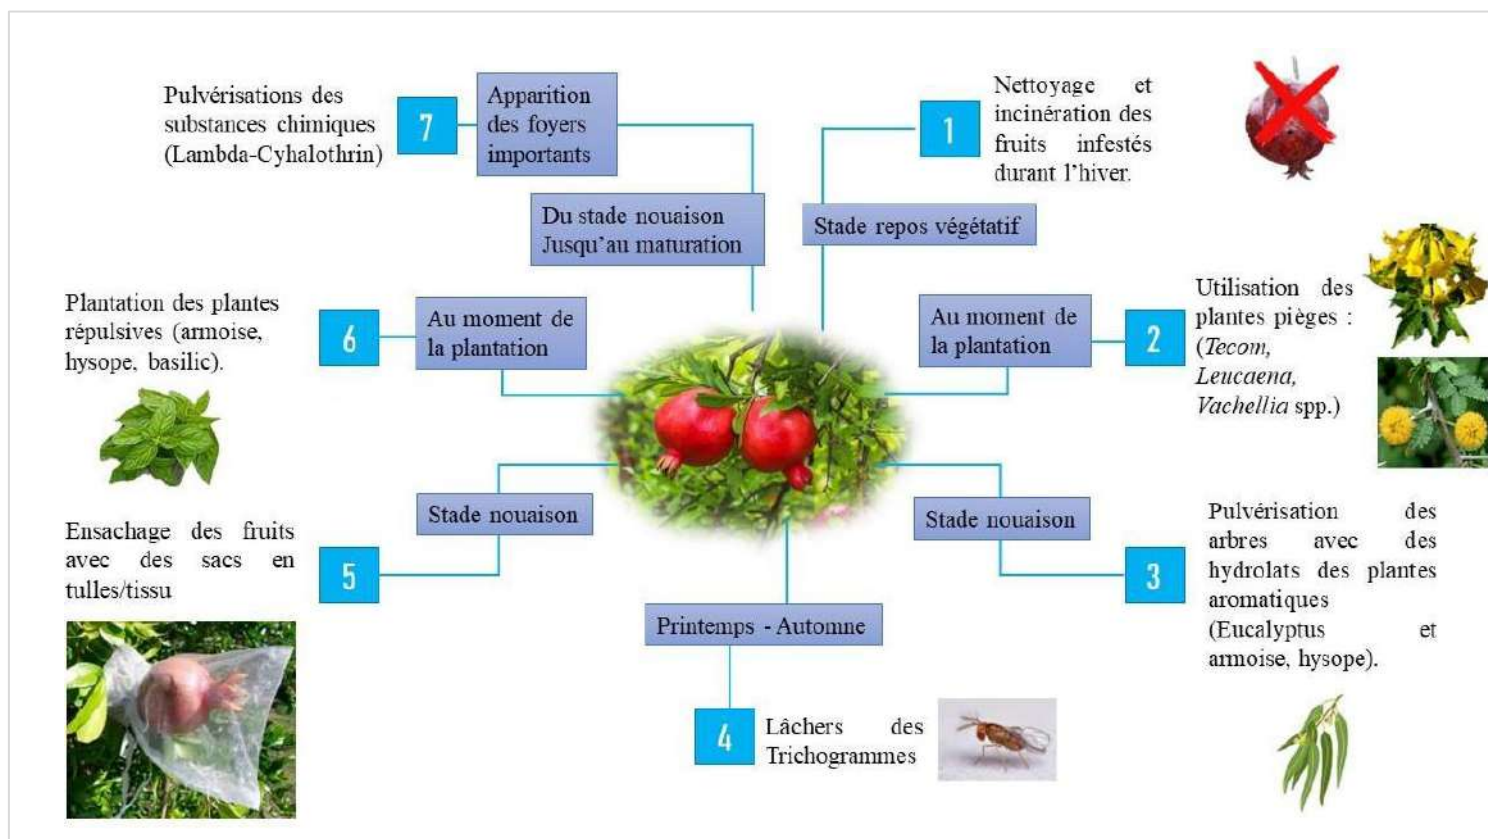 Nettoyage et
incinération des
fruits infestés
durant l’hiver.
1
Stade repos végétatif
Au moment de
la plantation
2
Utilisation des
plantes pièges :
(Tecom,
Leucaena,
Vachellia spp.)
Stade nouaison
3
Pulvérisation des
arbres avec des
hydrolats des plantes
aromatiques
(Eucalyptus et
armoise, hysope).
Printemps - Automne
4
Lâchers des
Trichogrammes
Stade nouaison
5
Ensachage des fruits
avec des sacs en
tulles/tissu
Au moment de
la plantation
6
Plantation des plantes
répulsives (armoise,
hysope, basilic).
Du stade nouaison
Jusqu’au maturation
Apparition
des foyers
importants
7
Pulvérisations des
substances chimiques
(Lambda-Cyhalothrin)